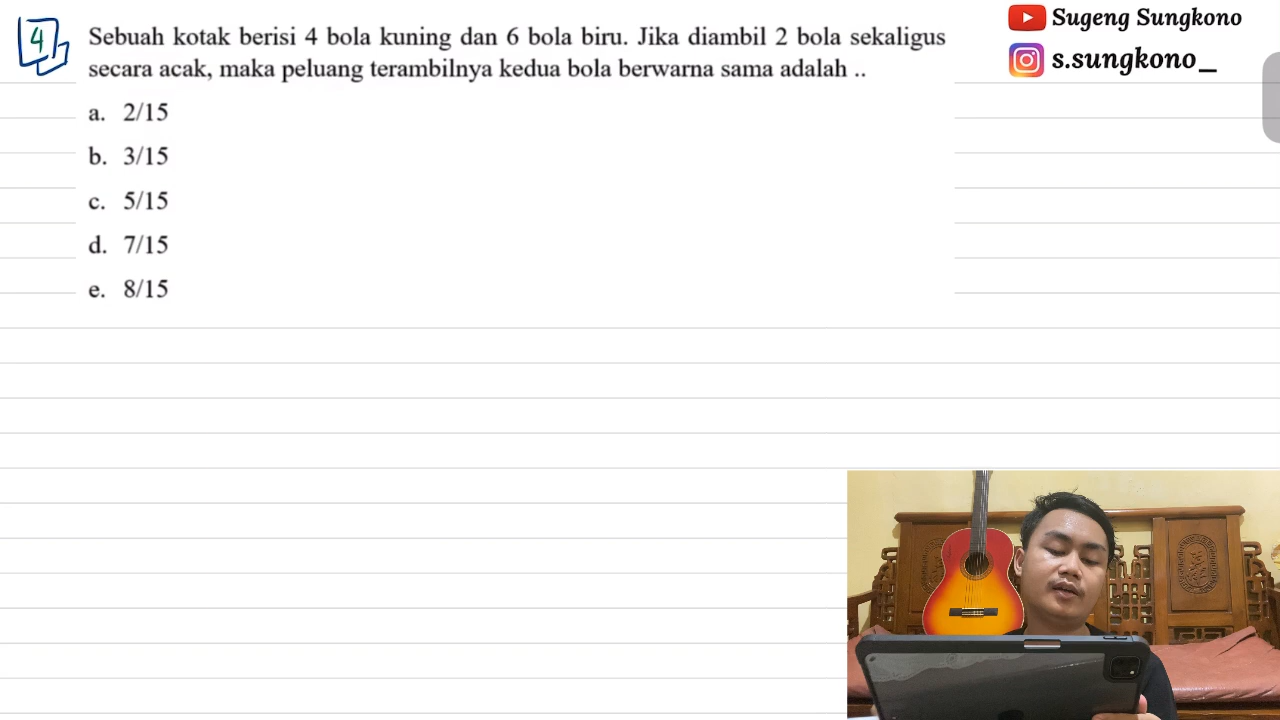 4
Sebuah kotak berisi 4 bola kuning dan 6 bola biru. Jika diambil 2 bola sekaligus
secara acak, maka peluang terambilnya kedua bola berwarna sama adalah ..
a. 2/15
b. 3/15
c. 5/15
d. 7/15
e. 8/15
Sugeng Sungkono
s.sungkono_